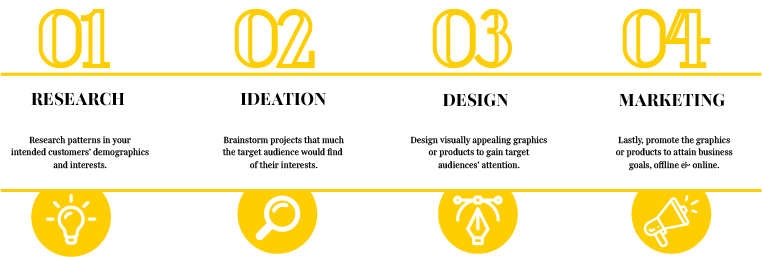 01
RESEARCH
Research patterns in your
intended customers' demographics
and interests.
02
IDEATION
Brainstorm projects that much
the target audience would find
of their interests.
03
DESIGN
Design visually appealing graphics
or products to gain target
audiences' attention.
04
MARKETING
Lastly, promote the graphics
or products to attain business
goals, offline & online.